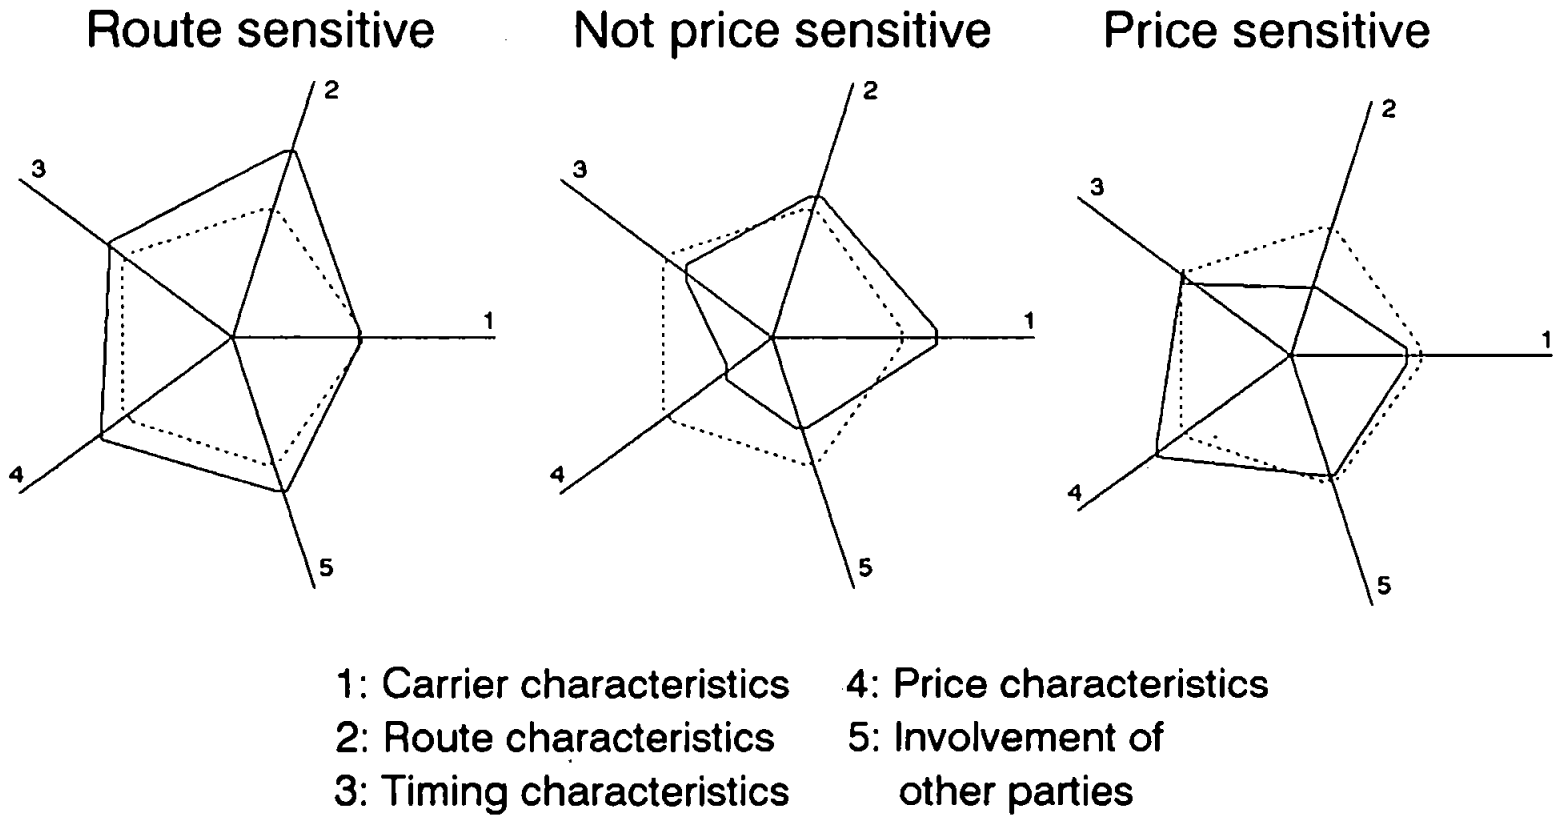 Route sensitive
Not price sensitive
Price sensitive
2
3
1
4
5
2
3
1
4
5
2
3
1
4
5
1: Carrier characteristics
2: Route characteristics
3: Timing characteristics
4: Price characteristics
5: Involvement of
other parties